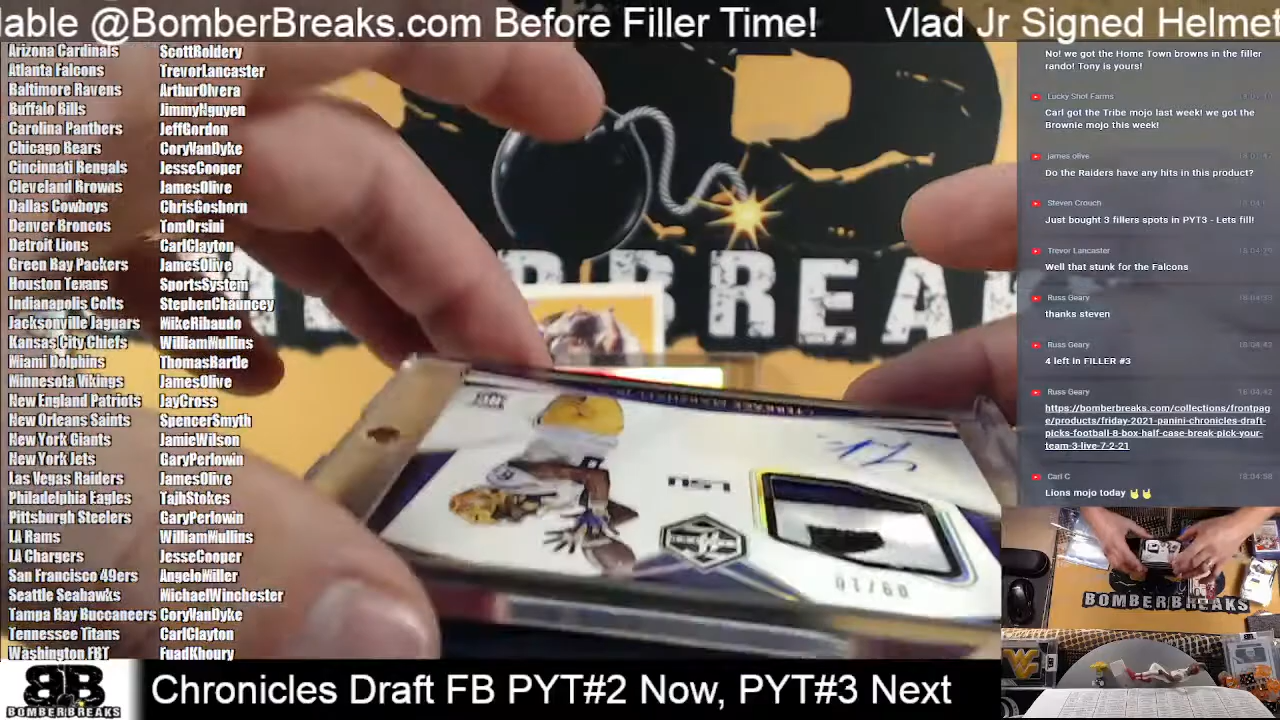 lable @BomberBreaks.com Before Filler Time! Vlad Jr Signed Helmet
Arizona Cardinals ScottBoldery
Atlanta Falcons TrevorLancaster
Baltimore Ravens ArthurOlvera
Buffalo Bills JimmyNguyen
Carolina Panthers JeffGordon
Chicago Bears CoryVanDyke
Cincinnati Bengals JesseCooper
Cleveland Browns JamesOlive
Dallas Cowboys ChrisGoshorn
Denver Broncos TomOrsini
Detroit Lions CarlClayton
Green Bay Packers JamesOlive
Houston Texans SportsSystem
Indianapolis Colts StephenChauncey
Jacksonville Jaguars MikeRibaudo
Kansas City Chiefs WilliamMullins
Miami Dolphins ThomasBartle
Minnesota Vikings JamesOlive
New England Patriots JayCross
New Orleans Saints SpencerSmyth
New York Giants JamieWilson
New York Jets GaryPerlowin
Las Vegas Raiders JamesOlive
Philadelphia Eagles TajhStokes
Pittsburgh Steelers GaryPerlowin
LA Rams WilliamMullins
LA Chargers JesseCooper
San Francisco 49ers AngeloMiller
Seattle Seahawks MichaelWinchester
Tampa Bay Buccaneers CoryVanDyke
Tennessee Titans CarlClayton
Washington FBT FuadKhoury
LSU
09/10
No! we got the Home Town browns in the filler
rando! Tony is yours!
Lucky Shot Farms
Carl got the Tribe mojo last week! we got the
Brownie mojo this week!
james olive
Do the Raiders have any hits in this product?
Steven Crouch
Just bought 3 fillers spots in PYT3 - Lets fill!
Trevor Lancaster
Well that stunk for the Falcons
Russ Geary
thanks steven
Russ Geary
4 left in FILLER #3
Russ Geary
https://bomberbreaks.com/collections/frontpag
e/products/friday-2021-panini-chronicles-draft-
picks-football-8-box-half-case-break-pick-your-
team-3-live-7-2-21
Carl C
Lions mojo today 🤘🤘
BOMBERBREAKS
BB
BOMBERBREAKS
Chronicles Draft FB PYT#2 Now, PYT#3 Next